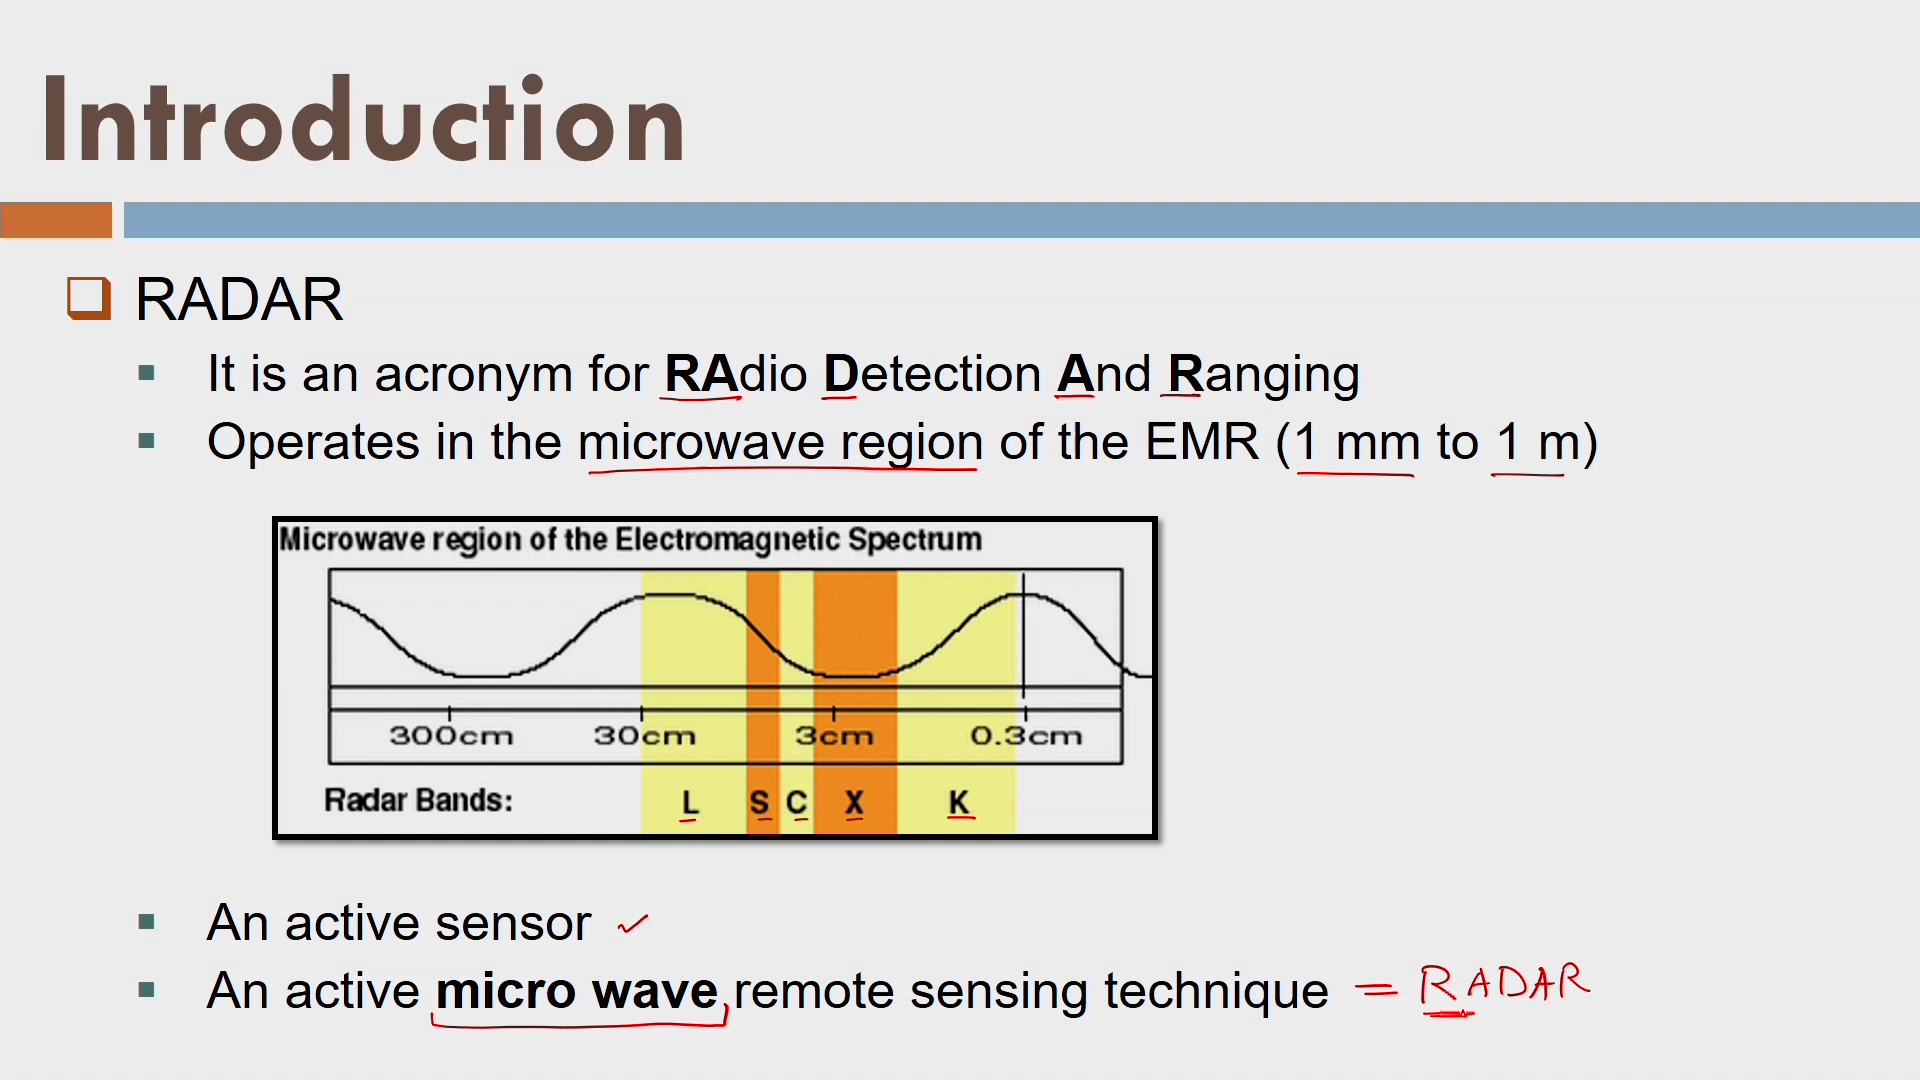 Introduction
RADAR
It is an acronym for RAdio Detection And Ranging
Operates in the microwave region of the EMR (1 mm to 1 m)
Microwave region of the Electromagnetic Spectrum
300cm 30cm 3cm 0.3cm
Radar Bands: L S C X K
An active sensor
An active micro wave remote sensing technique = RADAR